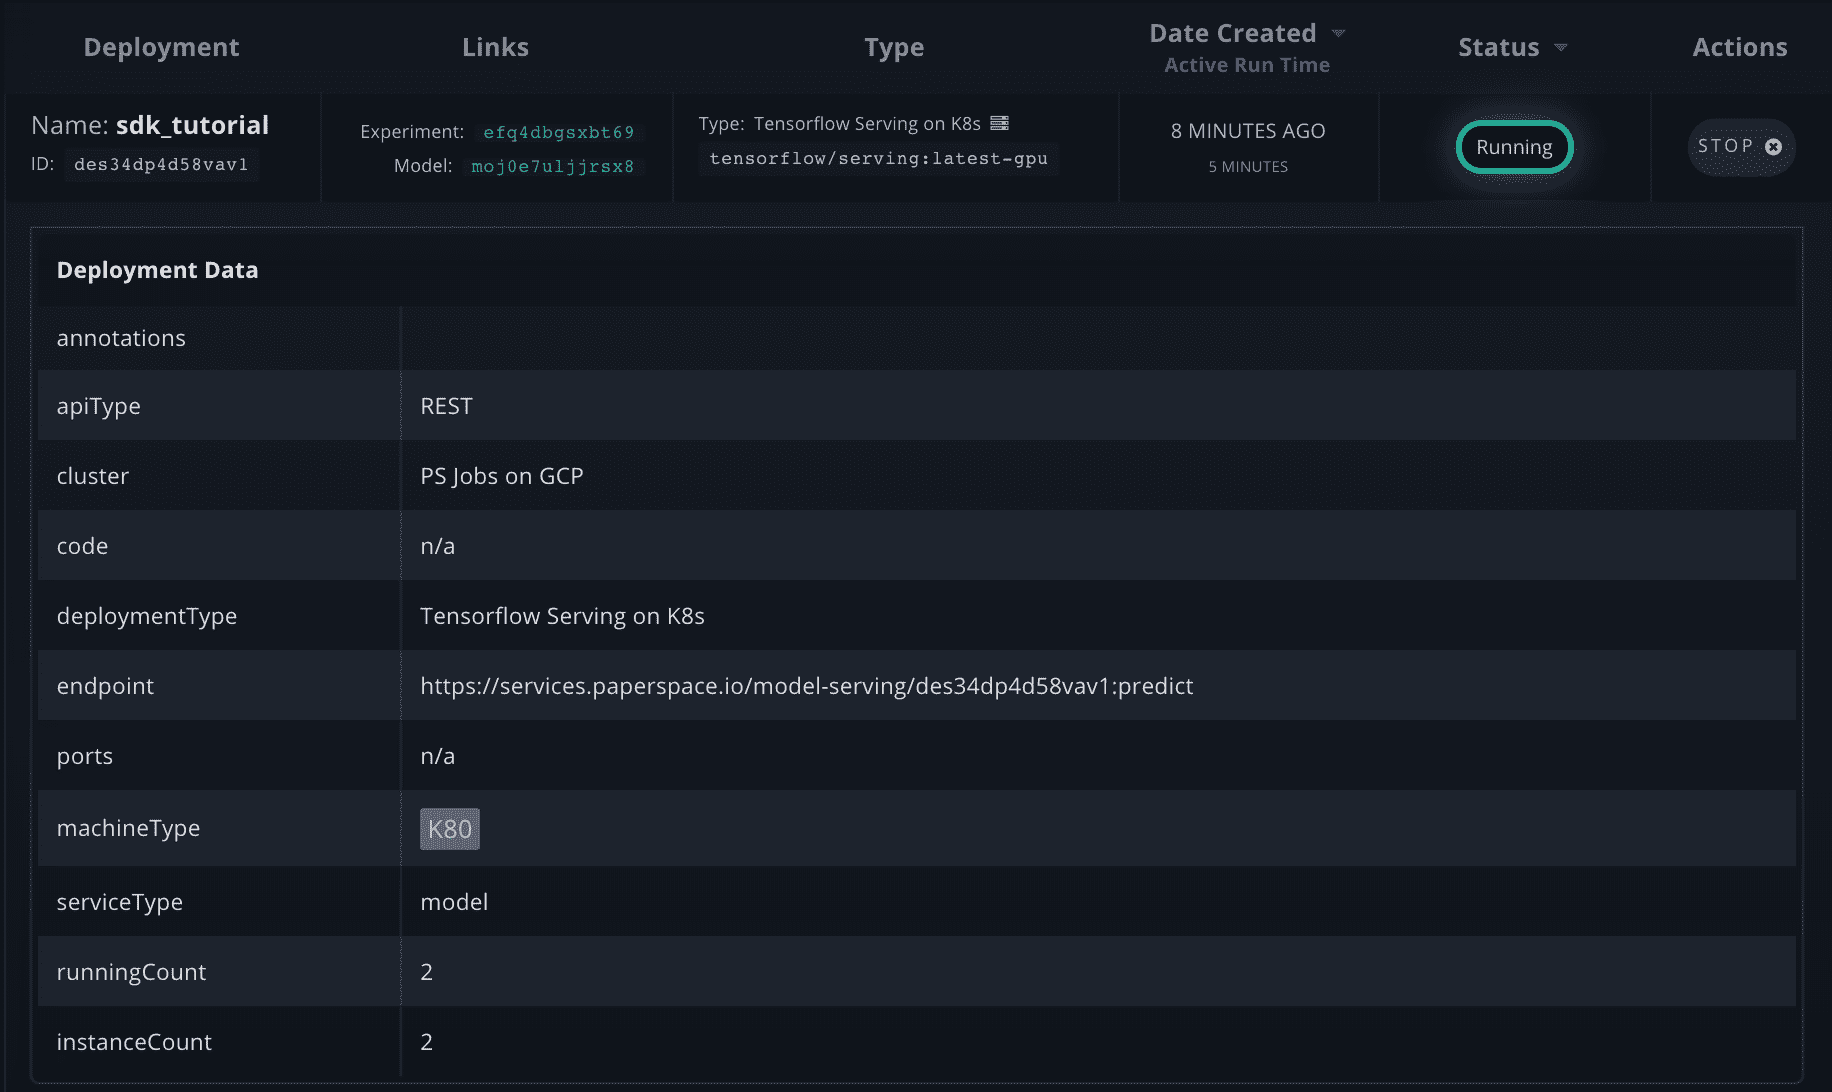 Deployment Links Type Date Created Status Actions
Active Run Time
Name: sdk_tutorial
ID: des34dp4d58vav1
Experiment: efq4dbgsxbt69
Model: moj0e7uljjrsx8
Type: Tensorflow Serving on K8s
tensorflow/serving:latest-gpu
8 MINUTES AGO
5 MINUTES
Running
STOP
Deployment Data
annotations
apiType REST
cluster PS Jobs on GCP
code n/a
deploymentType Tensorflow Serving on K8s
endpoint https://services.paperspace.io/model-serving/des34dp4d58vav1:predict
ports n/a
machineType K80
serviceType model
runningCount 2
instanceCount 2